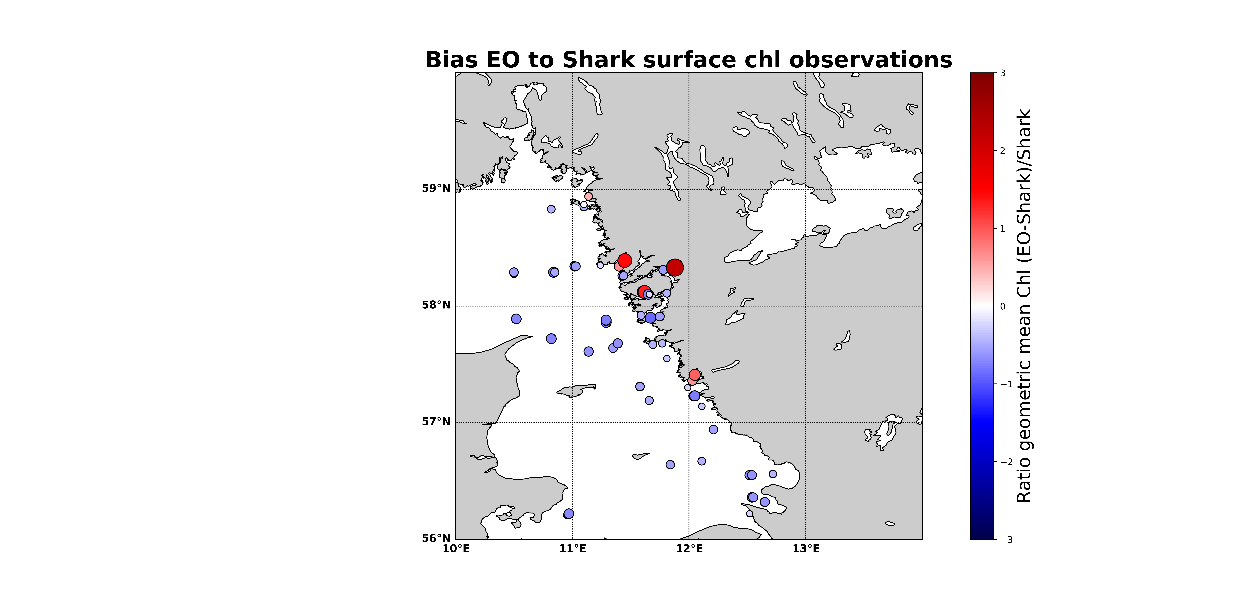 Bias EO to Shark surface chl observations
59°N
58°N
57°N
56°N
10°E
11°E
12°E
13°E
3
2
1
0
−1
−2
−3
Ratio geometric mean Chl (EO-Shark)/Shark